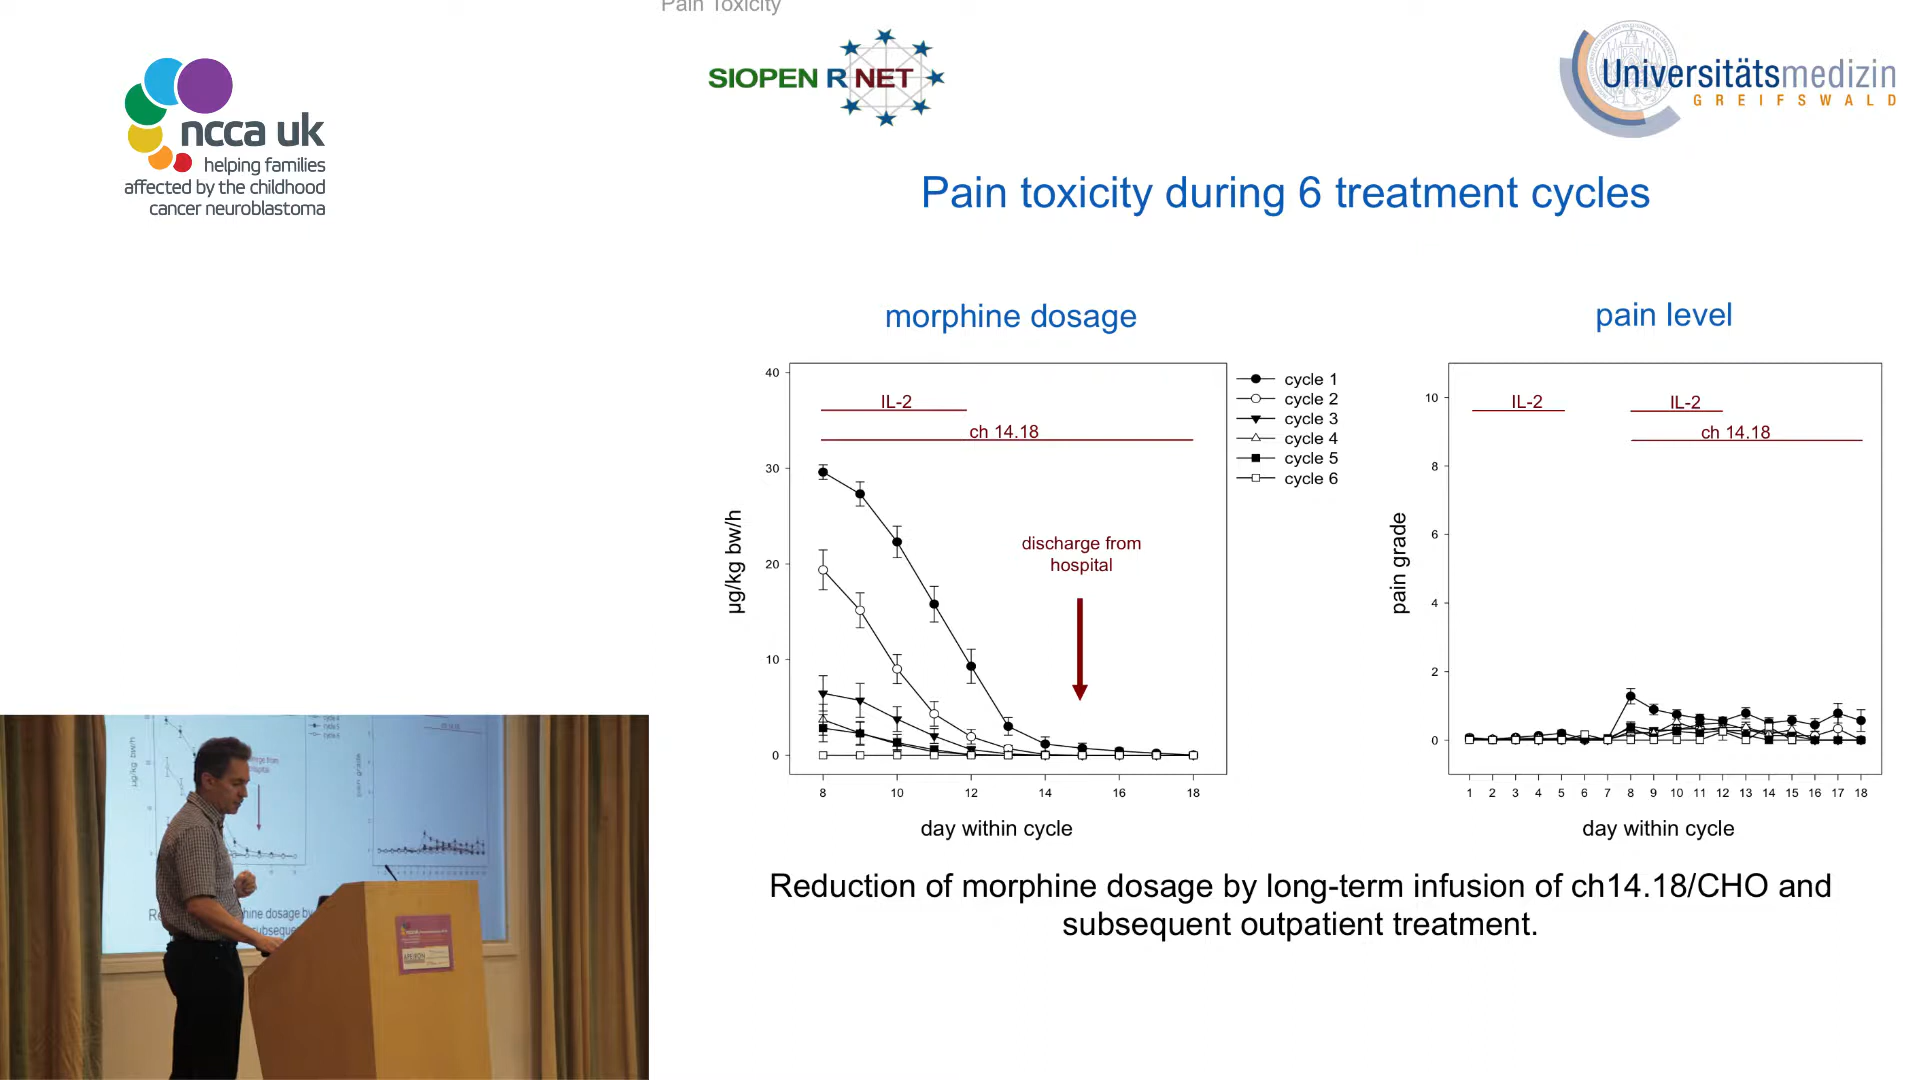 Pain Toxicity
ncca uk
helping families
affected by the childhood
cancer neuroblastoma
SIOPEN R NET
Universitätsmedizin
GREIFSWALD
Pain toxicity during 6 treatment cycles
morphine dosage
40
30
20
10
0
µg/kg bw/h
IL-2
ch 14.18
discharge from
hospital
8 10 12 14 16 18
day within cycle
cycle 1
cycle 2
cycle 3
cycle 4
cycle 5
cycle 6
pain level
10
8
6
4
2
0
pain grade
IL-2 IL-2
ch 14.18
1 2 3 4 5 6 7 8 9 10 11 12 13 14 15 16 17 18
day within cycle
Reduction of morphine dosage by long-term infusion of ch14.18/CHO and
subsequent outpatient treatment.